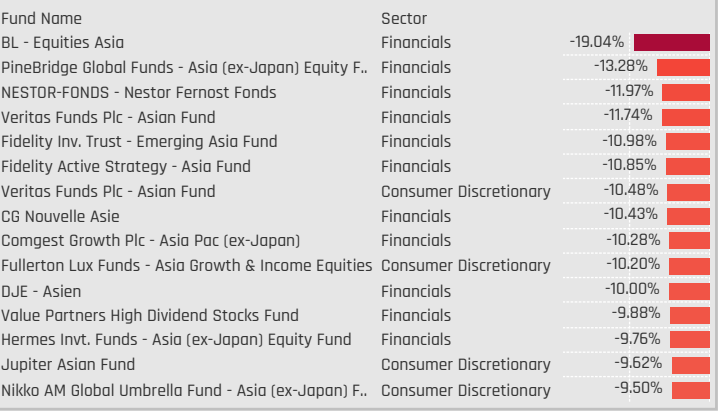 Fund Name Sector
BL - Equities Asia Financials -19.04%
PineBridge Global Funds - Asia (ex-Japan) Equity F.. Financials -13.28%
NESTOR-FONDS - Nestor Fernost Fonds Financials -11.97%
Veritas Funds Plc - Asian Fund Financials -11.74%
Fidelity Inv. Trust - Emerging Asia Fund Financials -10.98%
Fidelity Active Strategy - Asia Fund Financials -10.85%
Veritas Funds Plc - Asian Fund Consumer Discretionary -10.48%
CG Nouvelle Asie Financials -10.43%
Comgest Growth Plc - Asia Pac (ex-Japan) Financials -10.28%
Fullerton Lux Funds - Asia Growth & Income Equities Consumer Discretionary -10.20%
DJE - Asien Financials -10.00%
Value Partners High Dividend Stocks Fund Financials -9.88%
Hermes Invt. Funds - Asia (ex-Japan) Equity Fund Financials -9.76%
Jupiter Asian Fund Consumer Discretionary -9.62%
Nikko AM Global Umbrella Fund - Asia (ex-Japan) F.. Consumer Discretionary -9.50%